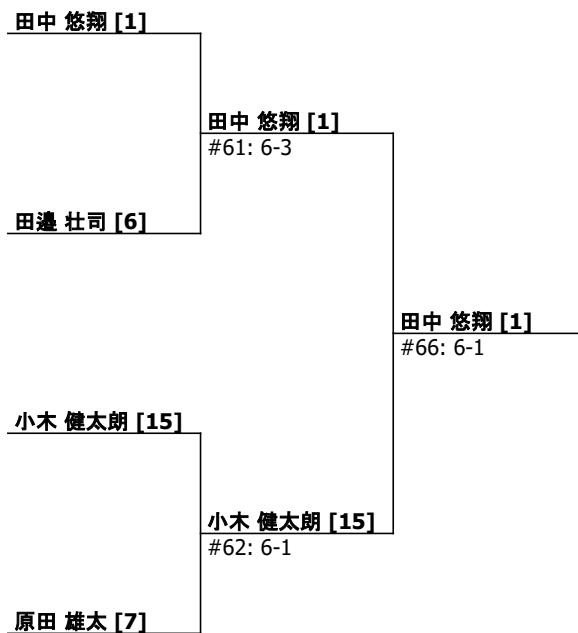 田中 悠翔 [1]
田中 悠翔 [1]
#61: 6-3
田邉 壮司 [6]
田中 悠翔 [1]
#66: 6-1
小木 健太朗 [15]
小木 健太朗 [15]
#62: 6-1
原田 雄太 [7]